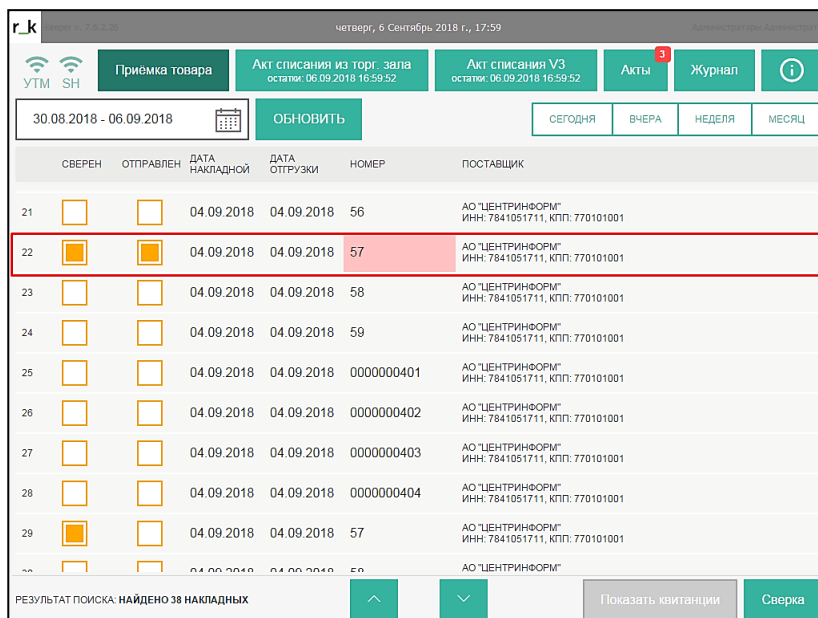 r_k
keeper v. 7.6.2.25
четверг, 6 Сентябрь 2018 г., 17:59
УТМ SH
Приёмка товара
Акт списания из торг. зала
остатки: 06.09.2018 16:59:52
Акт списания V3
остатки: 06.09.2018 16:59:52
Акты
3
Журнал
30.08.2018 - 06.09.2018
ОБНОВИТЬ
СЕГОДНЯ
ВЧЕРА
НЕДЕЛЯ
МЕСЯЦ
СВЕРЕН ОТПРАВЛЕН ДАТА НАКЛАДНОЙ ДАТА ОТГРУЗКИ НОМЕР ПОСТАВЩИК
21 04.09.2018 04.09.2018 56 АО "ЦЕНТРИНФОРМ"
ИНН: 7841051711, КПП: 770101001
22 04.09.2018 04.09.2018 57 АО "ЦЕНТРИНФОРМ"
ИНН: 7841051711, КПП: 770101001
23 04.09.2018 04.09.2018 58 АО "ЦЕНТРИНФОРМ"
ИНН: 7841051711, КПП: 770101001
24 04.09.2018 04.09.2018 59 АО "ЦЕНТРИНФОРМ"
ИНН: 7841051711, КПП: 770101001
25 04.09.2018 04.09.2018 0000000401 АО "ЦЕНТРИНФОРМ"
ИНН: 7841051711, КПП: 770101001
26 04.09.2018 04.09.2018 0000000402 АО "ЦЕНТРИНФОРМ"
ИНН: 7841051711, КПП: 770101001
27 04.09.2018 04.09.2018 0000000403 АО "ЦЕНТРИНФОРМ"
ИНН: 7841051711, КПП: 770101001
28 04.09.2018 04.09.2018 0000000404 АО "ЦЕНТРИНФОРМ"
ИНН: 7841051711, КПП: 770101001
29 04.09.2018 04.09.2018 57 АО "ЦЕНТРИНФОРМ"
ИНН: 7841051711, КПП: 770101001
АО "ЦЕНТРИНФОРМ"
РЕЗУЛЬТАТ ПОИСКА: НАЙДЕНО 38 НАКЛАДНЫХ
Показать квитанции
Сверка